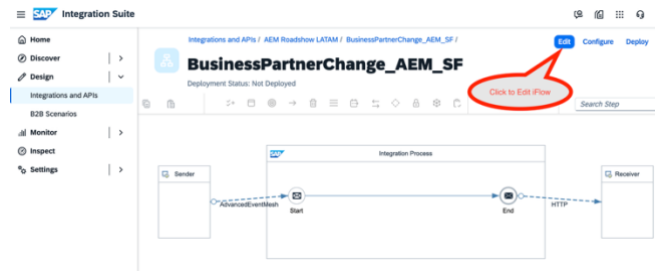 SAP Integration Suite
Home
Discover
Design
Integrations and APIs
B2B Scenarios
Monitor
Inspect
Settings
Integrations and APIs / AEM Roadshow LATAM / BusinessPartnerChange_AEM_SF /
Edit Configure Deploy
BusinessPartnerChange_AEM_SF
Deployment Status: Not Deployed
Click to Edit iFlow
Search Step
SAP Integration Process
Sender
Receiver
AdvancedEventMesh
Start
End
HTTP